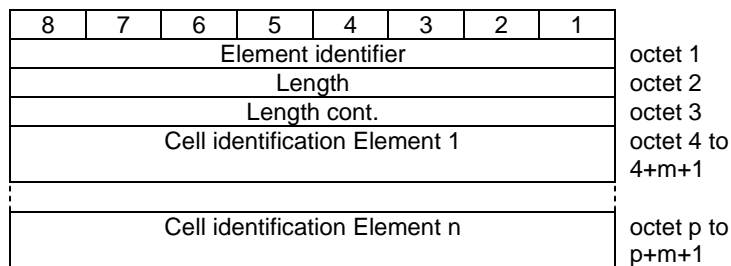 8 7 6 5 4 3 2 1
Element identifier octet 1
Length octet 2
Length cont. octet 3
Cell identification Element 1 octet 4 to
4+m+1
Cell identification Element n octet p to
p+m+1